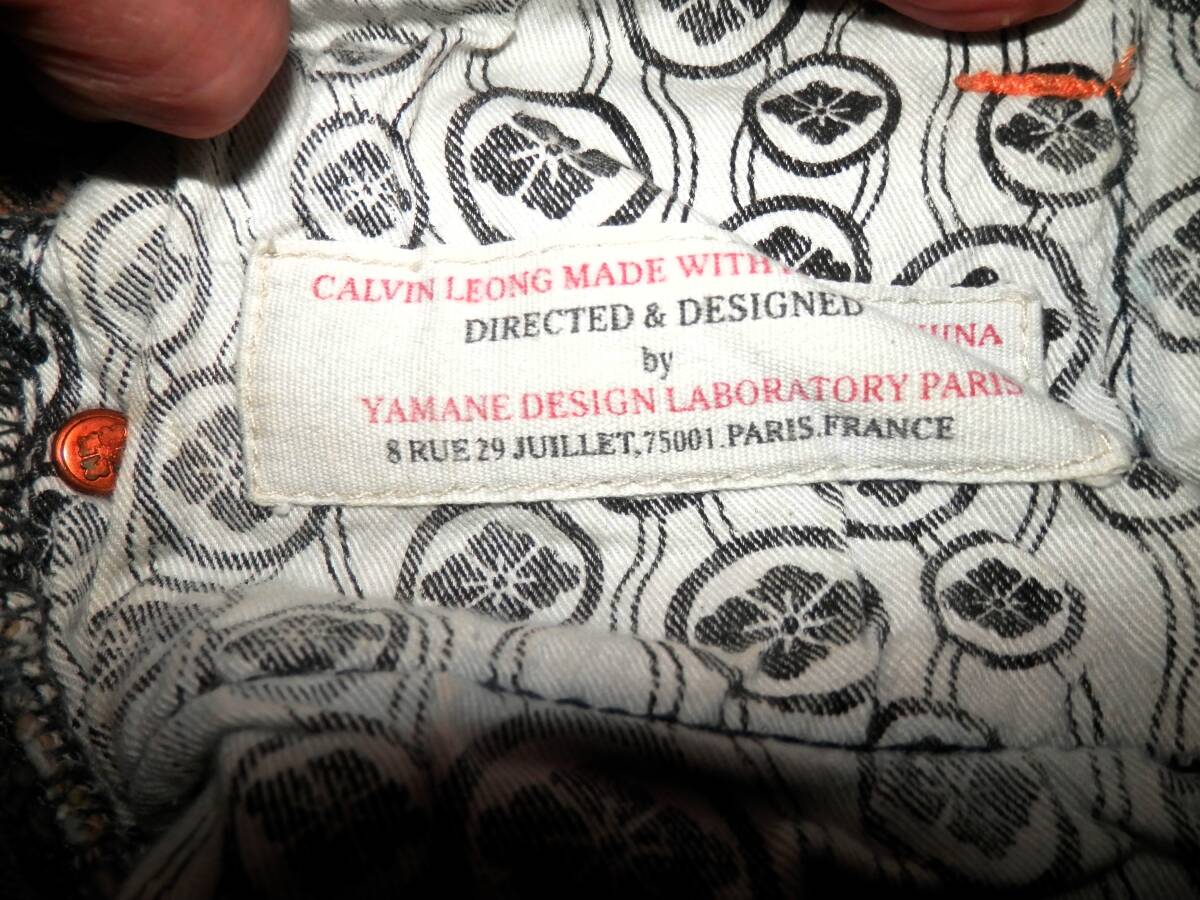 CALVIN LEONG MADE WITH
DIRECTED & DESIGNED
by
YAMANE DESIGN LABORATORY PARIS
8 RUE 29 JUILLET,75001.PARIS.FRANCE